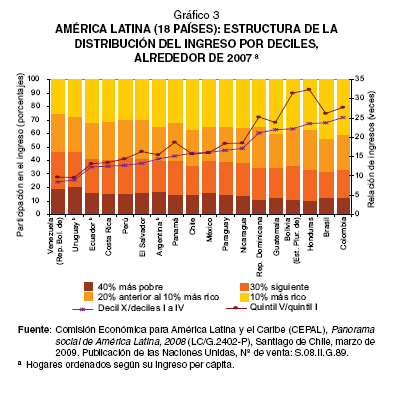 Gráfico 3
AMÉRICA LATINA (18 PAÍSES): ESTRUCTURA DE LA
DISTRIBUCIÓN DEL INGRESO POR DECILES,
ALREDEDOR DE 2007 ª
Participación en el ingreso (porcentajes)
100
90
80
70
60
50
40
30
20
10
0
35
30
25
20
15
10
5
0
Relación de ingresos (veces)
Venezuela
(Rep. Bol. de)
Uruguay ª
Ecuador ª
Costa Rica
Perú
El Salvador
Argentina ª
Panamá
Chile
México
Paraguay
Nicaragua
Rep. Dominicana
Guatemala
Bolivia
(Est. Plur. de)
Honduras
Brasil
Colombia
40% más pobre
30% siguiente
20% anterior al 10% más rico
10% más rico
Decil X/deciles I a IV
Quintil V/quintil I
Fuente: Comisión Económica para América Latina y el Caribe (CEPAL), Panorama
social de América Latina, 2008 (LC/G.2402-P), Santiago de Chile, marzo de
2009. Publicación de las Naciones Unidas, Nº de venta: S.08.II.G.89.
ª Hogares ordenados según su ingreso per cápita.